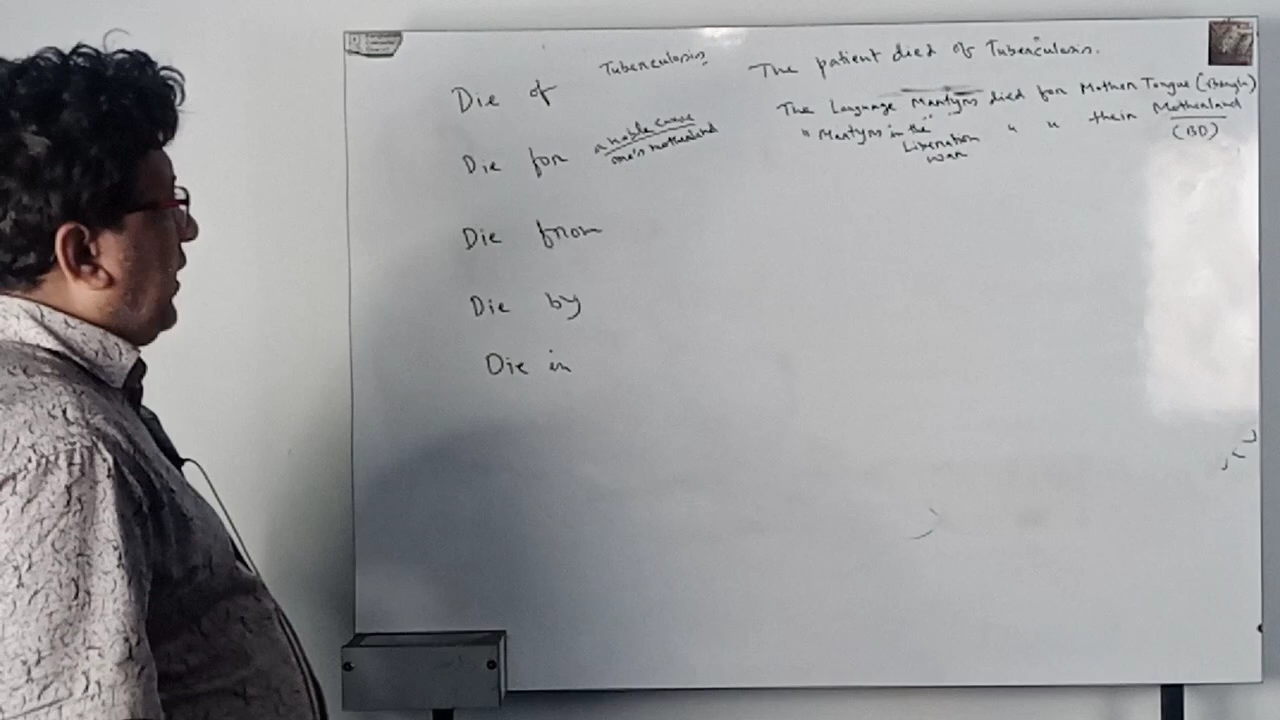 Die of Tuberculosis. The patient died of Tuberculosis.
Die for a noble cause
one's motherland
The Language Martyrs died for Mother Tongue (Bangla)
" Martyrs in the " " their Motherland
Liberation (BD)
war
Die from
Die by
Die in